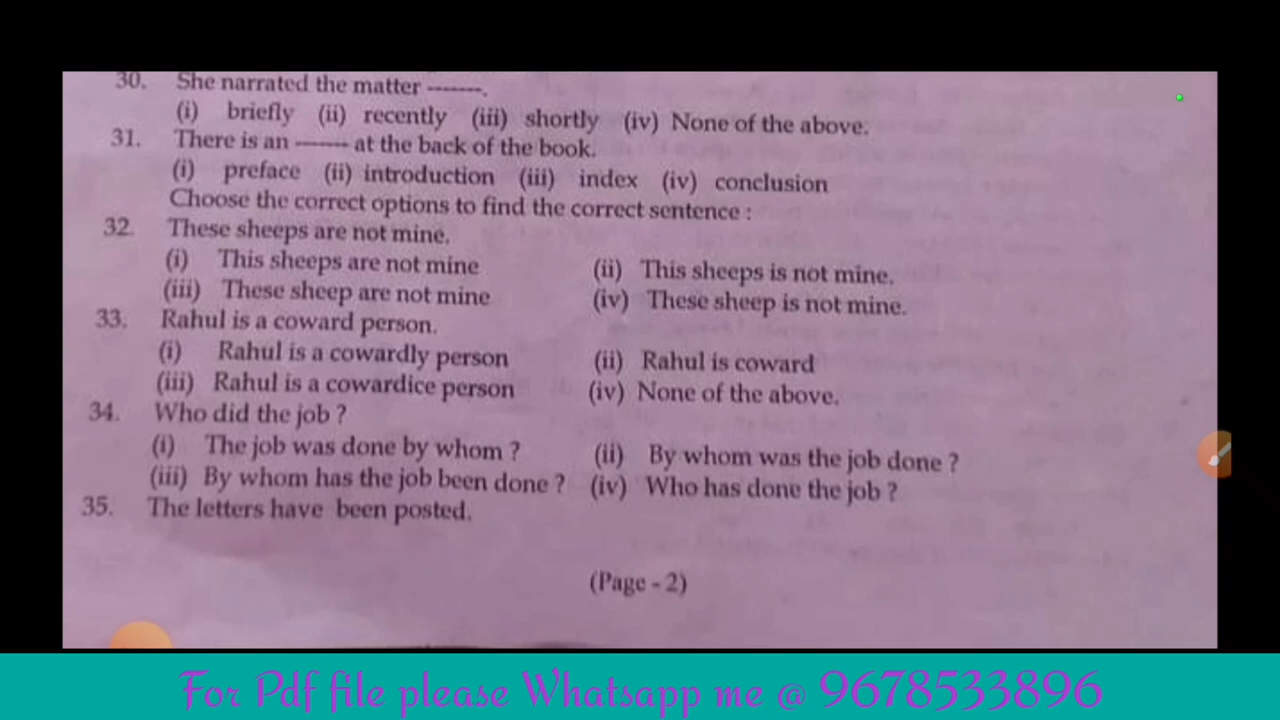 30. She narrated the matter -------.
(i) briefly (ii) recently (iii) shortly (iv) None of the above.
31. There is an ------- at the back of the book.
(i) preface (ii) introduction (iii) index (iv) conclusion
Choose the correct options to find the correct sentence :
32. These sheeps are not mine.
(i) This sheeps are not mine (ii) This sheeps is not mine.
(iii) These sheep are not mine (iv) These sheep is not mine.
33. Rahul is a coward person.
(i) Rahul is a cowardly person (ii) Rahul is coward
(iii) Rahul is a cowardice person (iv) None of the above.
34. Who did the job ?
(i) The job was done by whom ? (ii) By whom was the job done ?
(iii) By whom has the job been done ? (iv) Who has done the job ?
35. The letters have been posted.
(Page - 2)
For Pdf file please Whatsapp me @ 9678533896